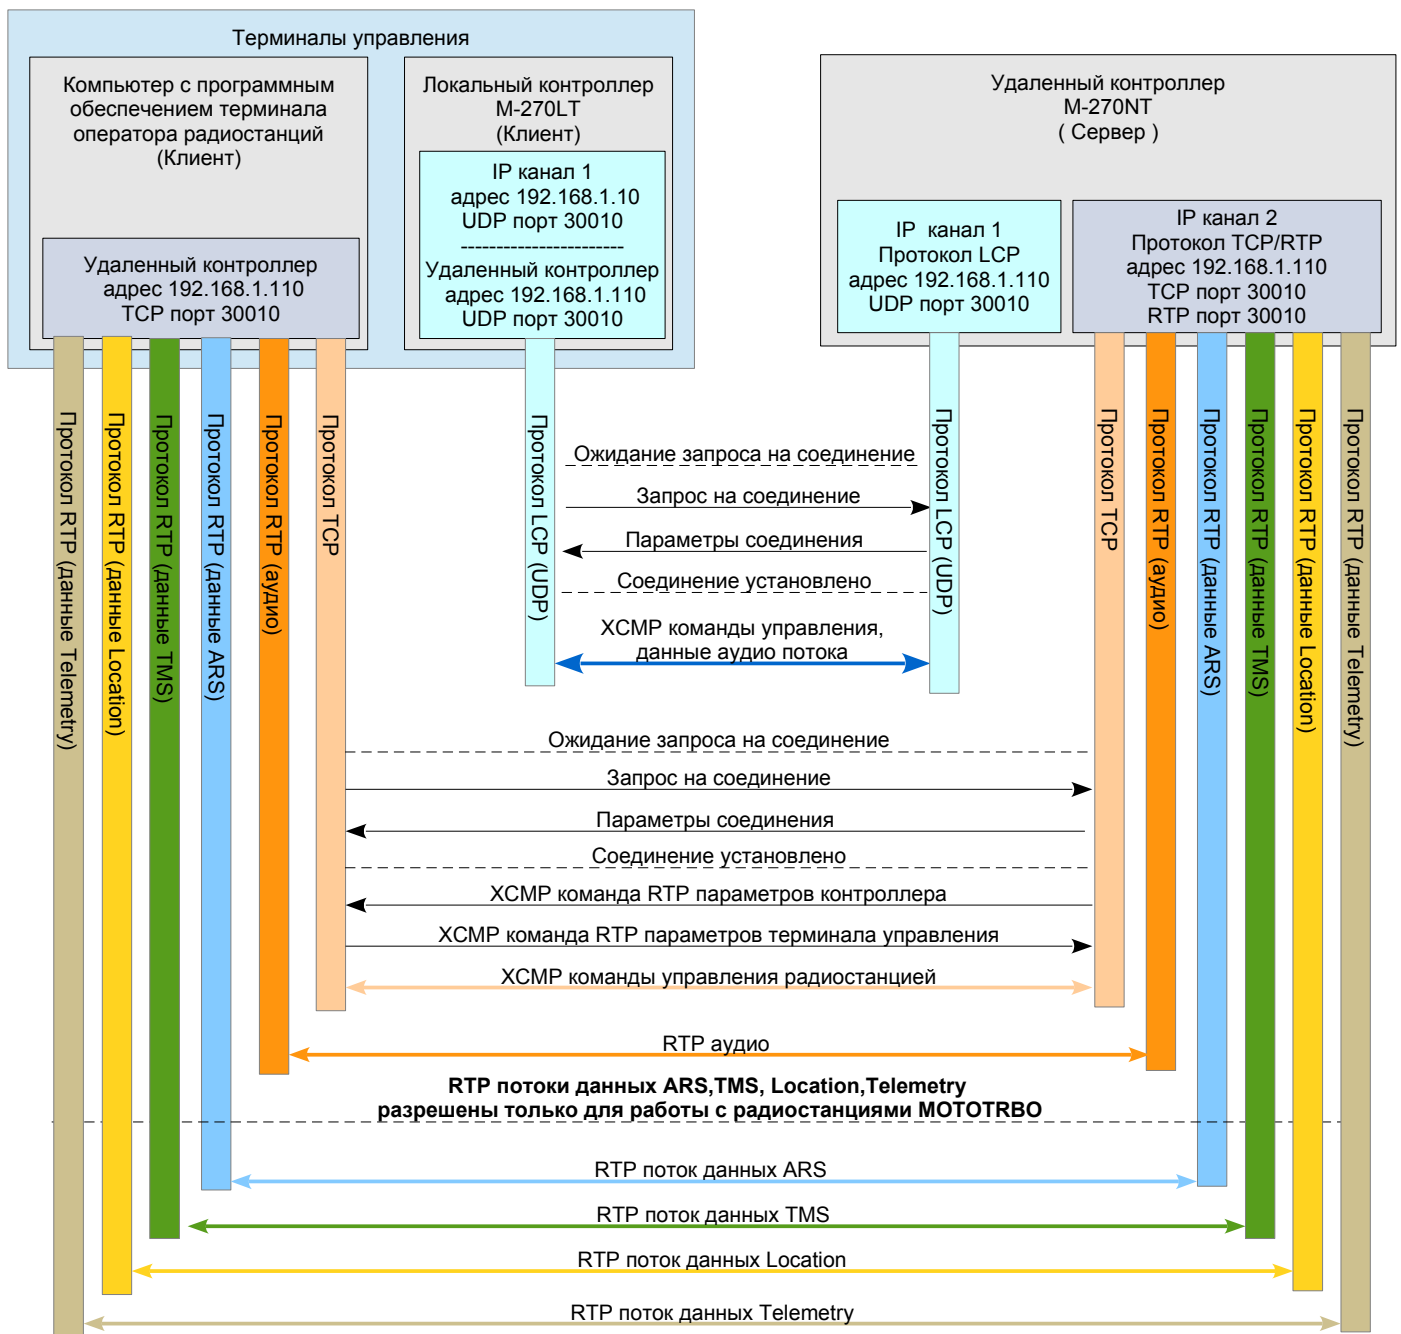 Терминалы управления
Компьютер с программным
обеспечением терминала
оператора радиостанций
(Клиент)
Удаленный контроллер
адрес 192.168.1.110
TCP порт 30010
Локальный контроллер
M-270LT
(Клиент)
IP канал 1
адрес 192.168.1.10
UDP порт 30010
-----------------------
Удаленный контроллер
адрес 192.168.1.110
UDP порт 30010
Удаленный контроллер
M-270NT
( Сервер )
IP канал 1
Протокол LCP
адрес 192.168.1.110
UDP порт 30010
IP канал 2
Протокол TCP/RTP
адрес 192.168.1.110
TCP порт 30010
RTP порт 30010
Протокол RTP (данные Telemetry)
Протокол RTP (данные Location)
Протокол RTP (данные TMS)
Протокол RTP (данные ARS)
Протокол RTP (аудио)
Протокол TCP
Протокол LCP (UDP)
Протокол LCP (UDP)
Протокол TCP
Протокол RTP (аудио)
Протокол RTP (данные ARS)
Протокол RTP (данные TMS)
Протокол RTP (данные Location)
Протокол RTP (данные Telemetry)
Ожидание запроса на соединение
Запрос на соединение
Параметры соединения
Соединение установлено
XCMP команды управления,
данные аудио потока
Ожидание запроса на соединение
Запрос на соединение
Параметры соединения
Соединение установлено
XCMP команда RTP параметров контроллера
XCMP команда RTP параметров терминала управления
XCMP команды управления радиостанцией
RTP аудио
RTP потоки данных ARS,TMS, Location,Telemetry
разрешены только для работы с радиостанциями MOTOTRBO
RTP поток данных ARS
RTP поток данных TMS
RTP поток данных Location
RTP поток данных Telemetry